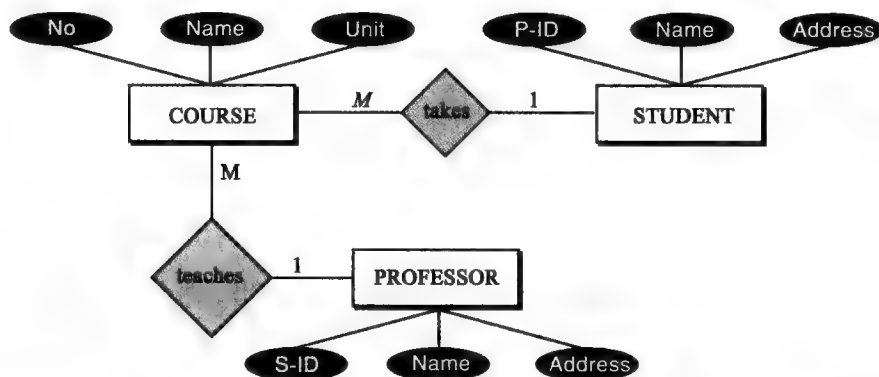 No Name Unit P-ID Name Address
COURSE M takes 1 STUDENT
M
teaches 1 PROFESSOR
S-ID Name Address